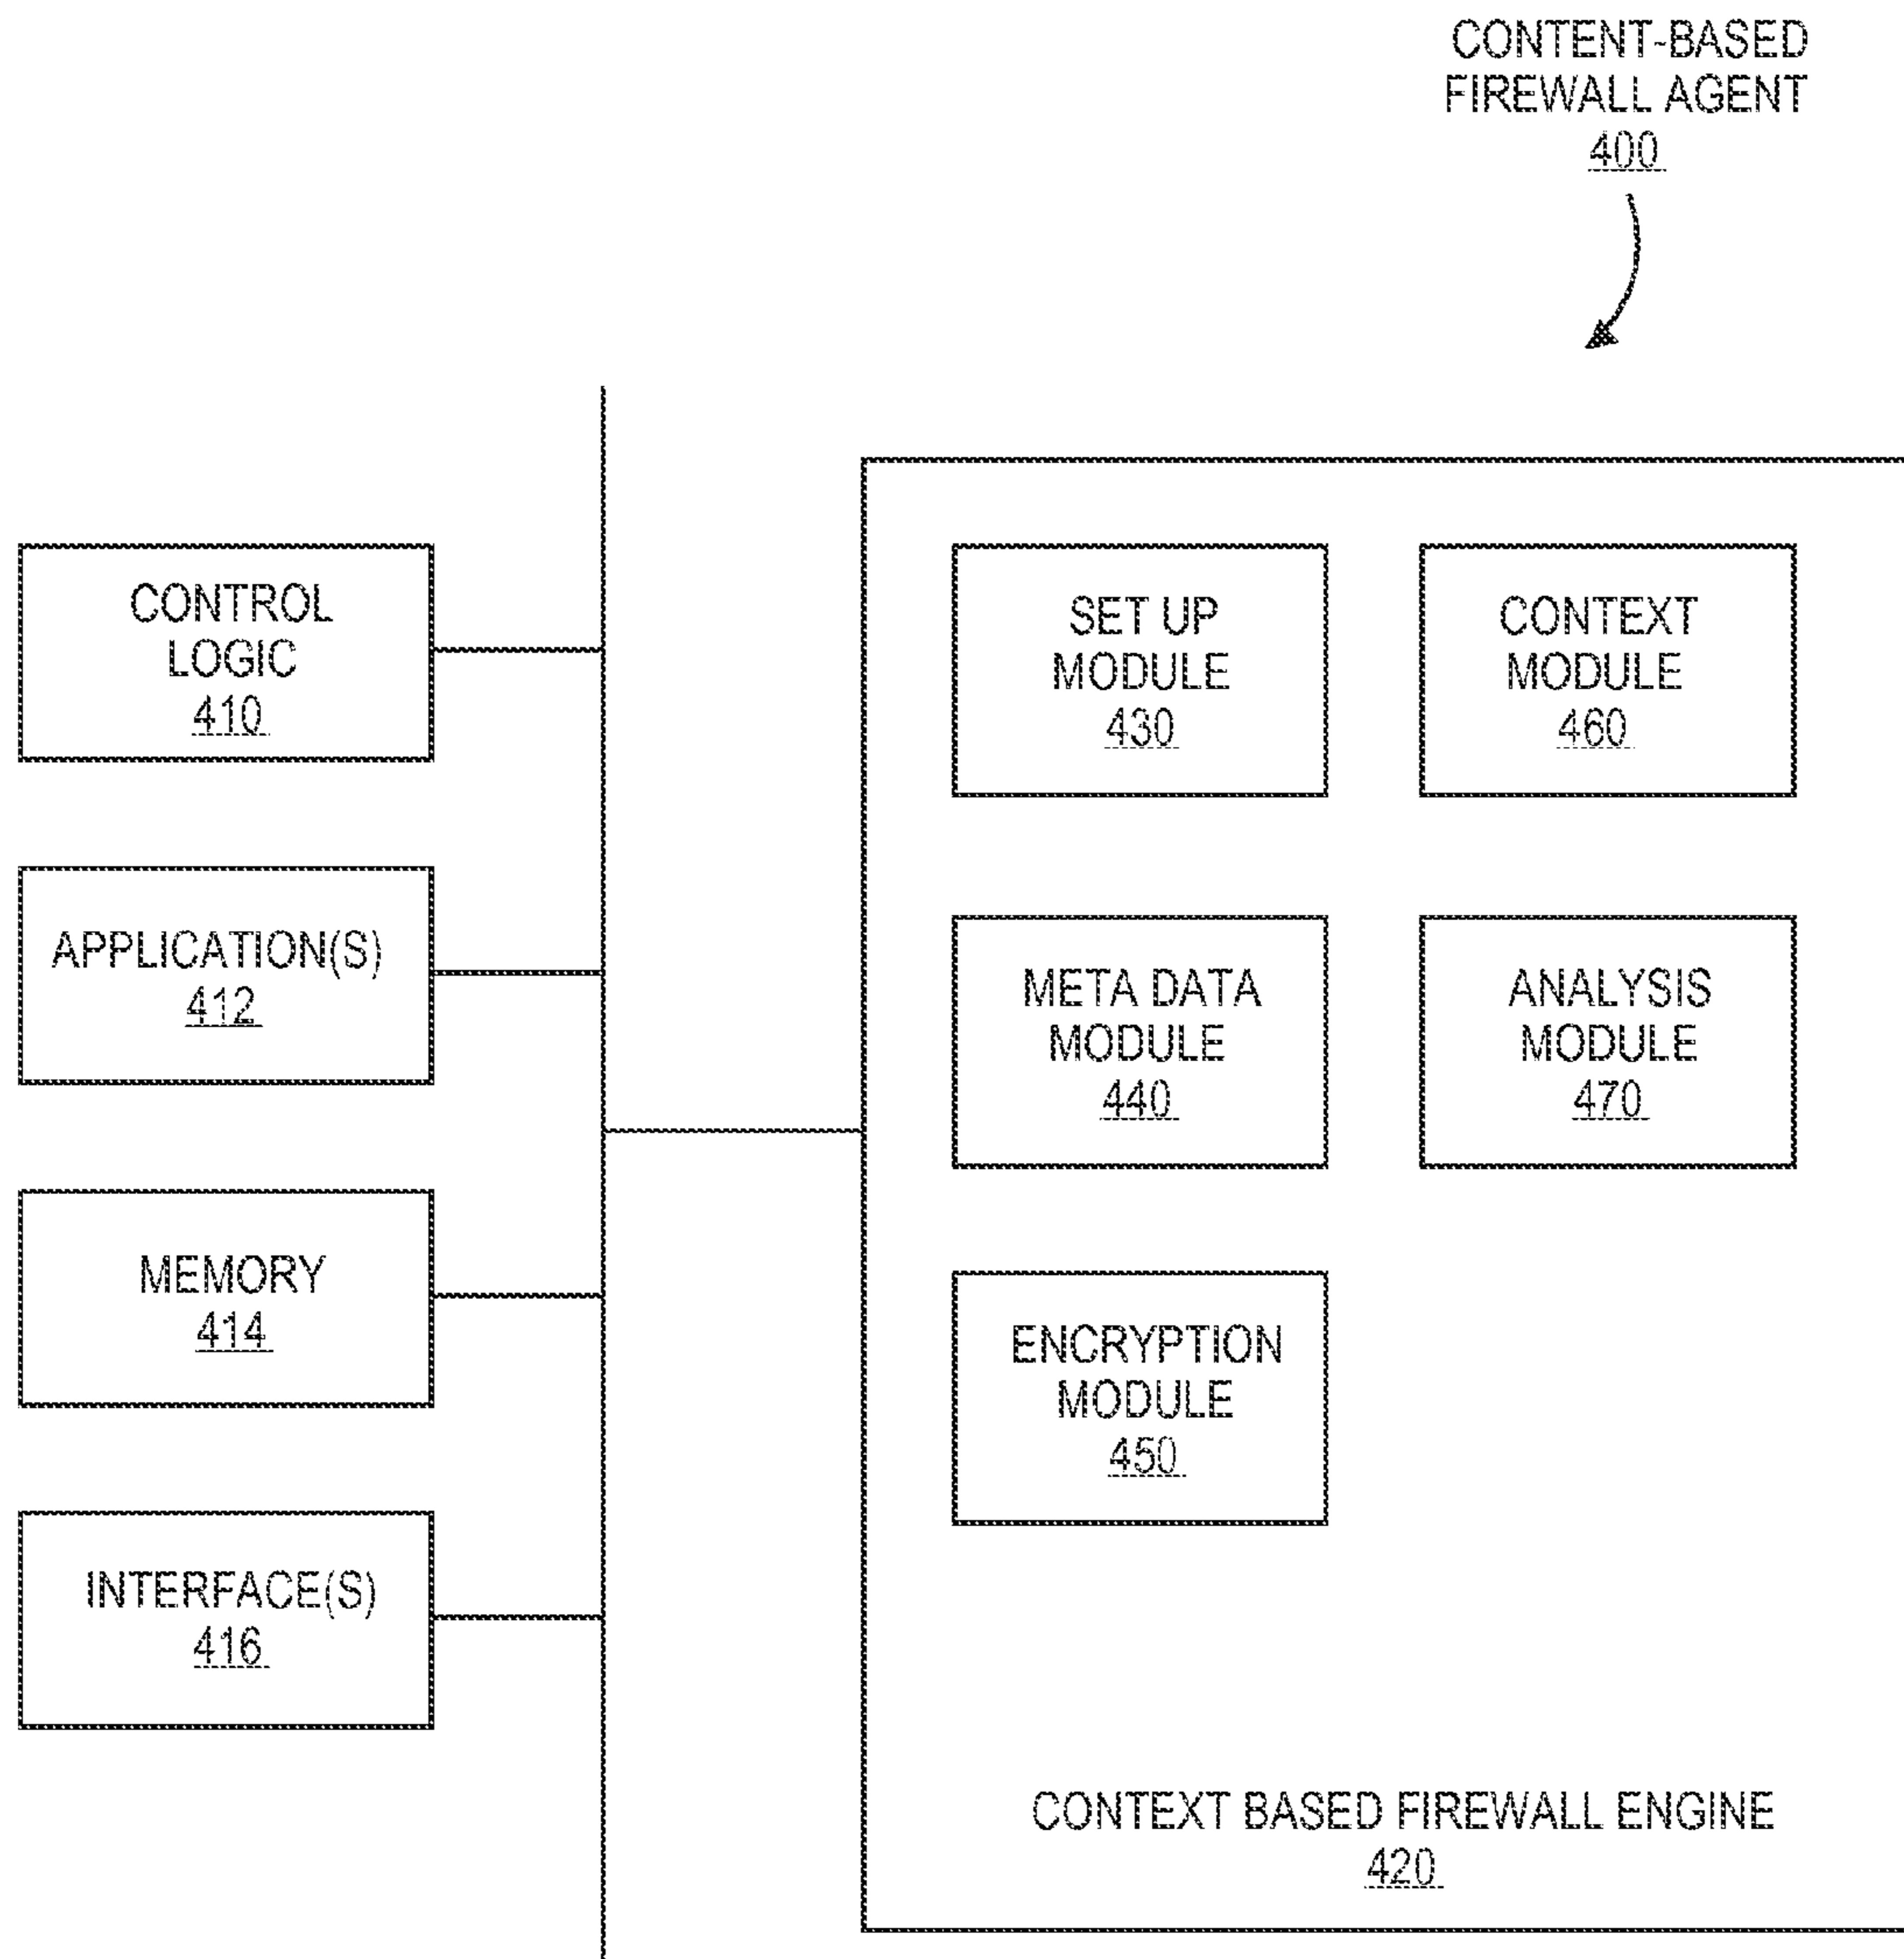 CONTENT-BASED
FIREWALL AGENT
400
CONTROL
LOGIC
410
APPLICATION(S)
412
MEMORY
414
INTERFACE(S)
416
SET UP
MODULE
430
CONTEXT
MODULE
460
META DATA
MODULE
440
ANALYSIS
MODULE
470
ENCRYPTION
MODULE
450
CONTEXT BASED FIREWALL ENGINE
420